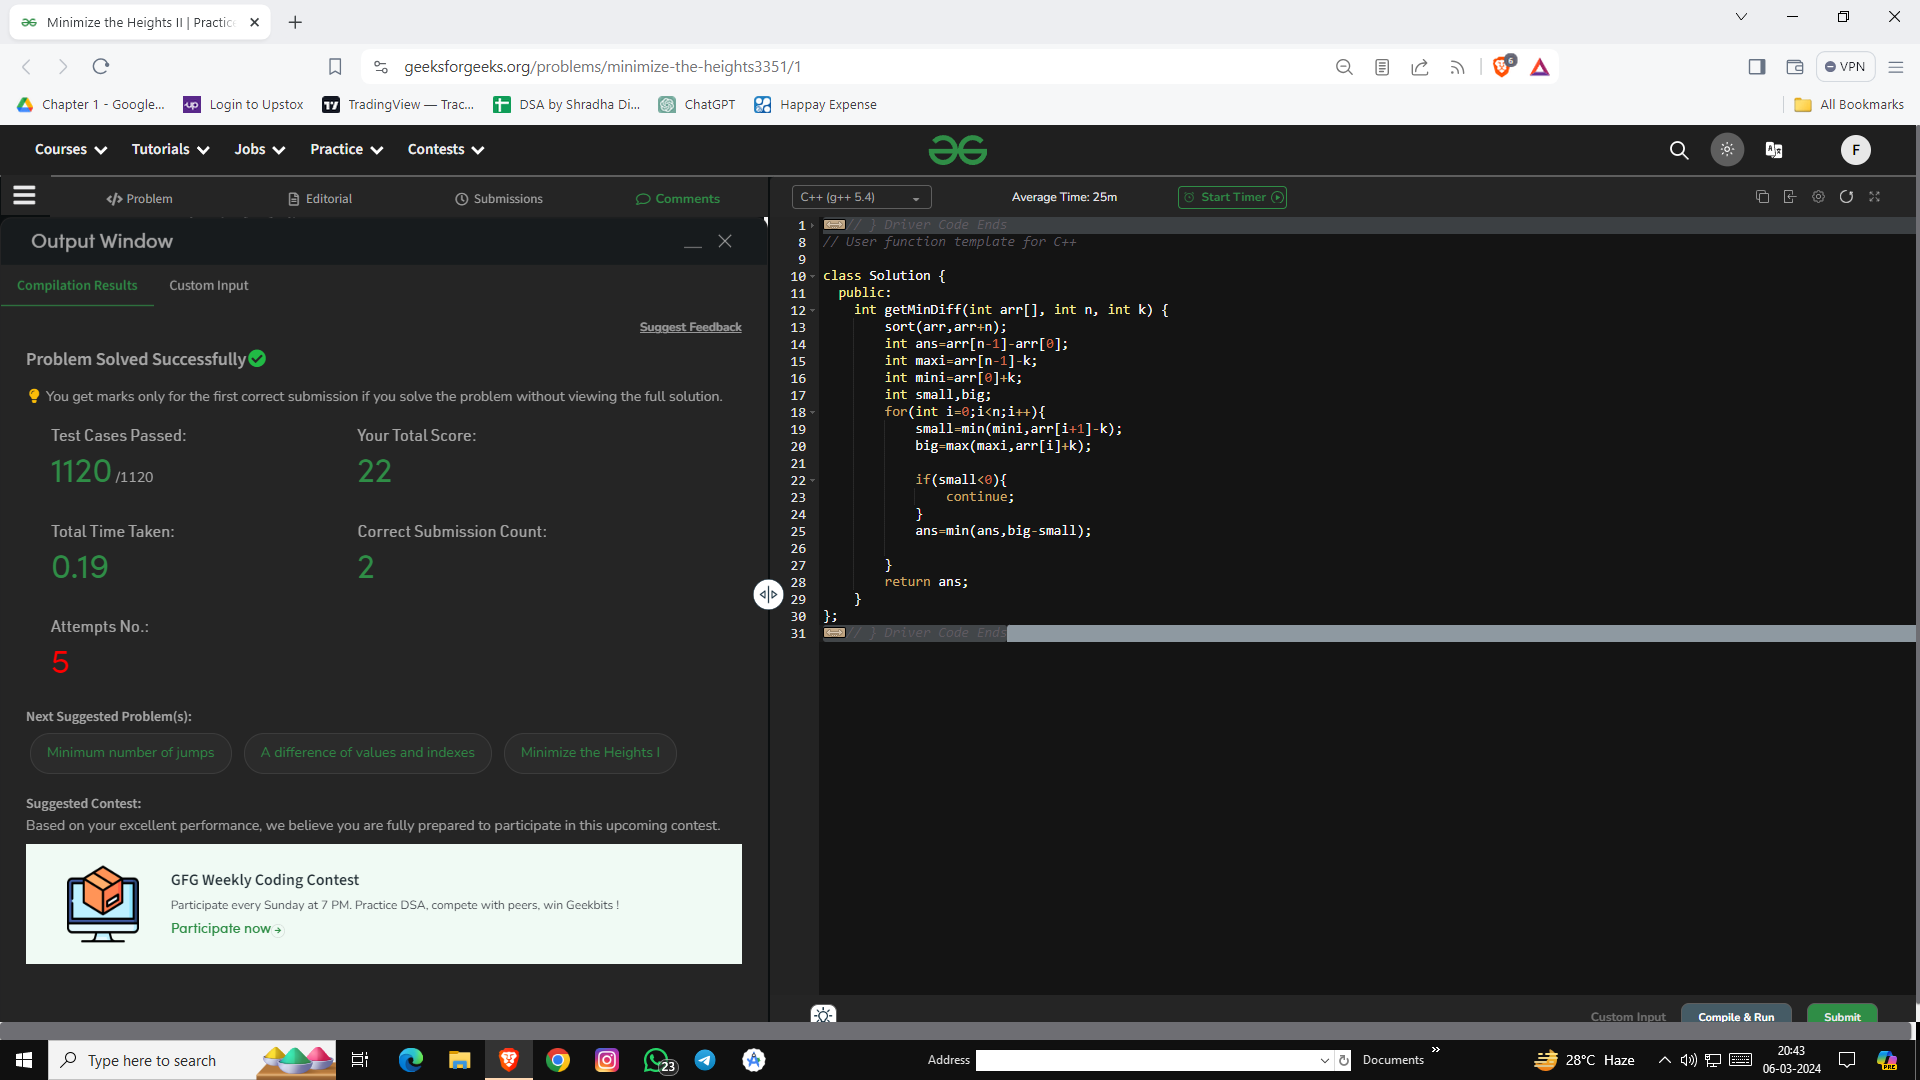 Minimize the Heights II | Practic
geeksforgeeks.org/problems/minimize-the-heights3351/1
6
VPN
Chapter 1 - Google...
Login to Upstox
TradingView — Trac...
DSA by Shradha Di...
ChatGPT
Happay Expense
All Bookmarks
Courses
Tutorials
Jobs
Practice
Contests
F
Problem
Editorial
Submissions
Comments
C++ (g++ 5.4)
Average Time: 25m
Start Timer
Output Window
Compilation Results
Custom Input
Suggest Feedback
Problem Solved Successfully
You get marks only for the first correct submission if you solve the problem without viewing the full solution.
Test Cases Passed:
Your Total Score:
1120 /1120
22
Total Time Taken:
Correct Submission Count:
0.19
2
Attempts No.:
5
Next Suggested Problem(s):
Minimum number of jumps
A difference of values and indexes
Minimize the Heights I
Suggested Contest:
Based on your excellent performance, we believe you are fully prepared to participate in this upcoming contest.
GFG Weekly Coding Contest
Participate every Sunday at 7 PM. Practice DSA, compete with peers, win Geekbits !
Participate now
1 // } Driver Code Ends
8 // User function template for C++
9
10 class Solution {
11 public:
12 int getMinDiff(int arr[], int n, int k) {
13 sort(arr,arr+n);
14 int ans=arr[n-1]-arr[0];
15 int maxi=arr[n-1]-k;
16 int mini=arr[0]+k;
17 int small,big;
18 for(int i=0;i<n;i++){
19 small=min(mini,arr[i+1]-k);
20 big=max(maxi,arr[i]+k);
21
22 if(small<0){
23 continue;
24 }
25 ans=min(ans,big-small);
26
27 }
28 return ans;
29 }
30 };
31 // } Driver Code Ends
Custom Input
Compile & Run
Submit
Type here to search
23
Address
Documents
28°C Haze
20:43
06-03-2024
PRE